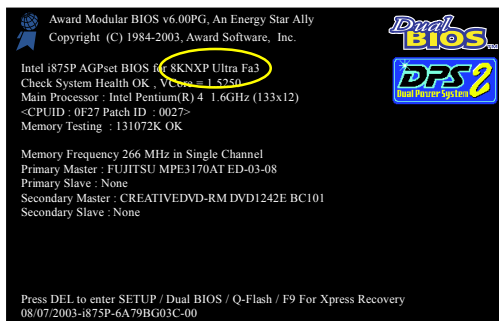 Award Modular BIOS v6.00PG, An Energy Star Ally
Copyright (C) 1984-2003, Award Software, Inc.
Dual
BIOS TM
DPS 2
Dual Power System
Intel i875P AGPset BIOS for 8KNXP Ultra Fa3
Check System Health OK , VCore = 1.5250
Main Processor : Intel Pentium(R) 4 1.6GHz (133x12)
<CPUID : 0F27 Patch ID : 0027>
Memory Testing : 131072K OK
Memory Frequency 266 MHz in Single Channel
Primary Master : FUJITSU MPE3170AT ED-03-08
Primary Slave : None
Secondary Master : CREATIVEDVD-RM DVD1242E BC101
Secondary Slave : None
Press DEL to enter SETUP / Dual BIOS / Q-Flash / F9 For Xpress Recovery
08/07/2003-i875P-6A79BG03C-00